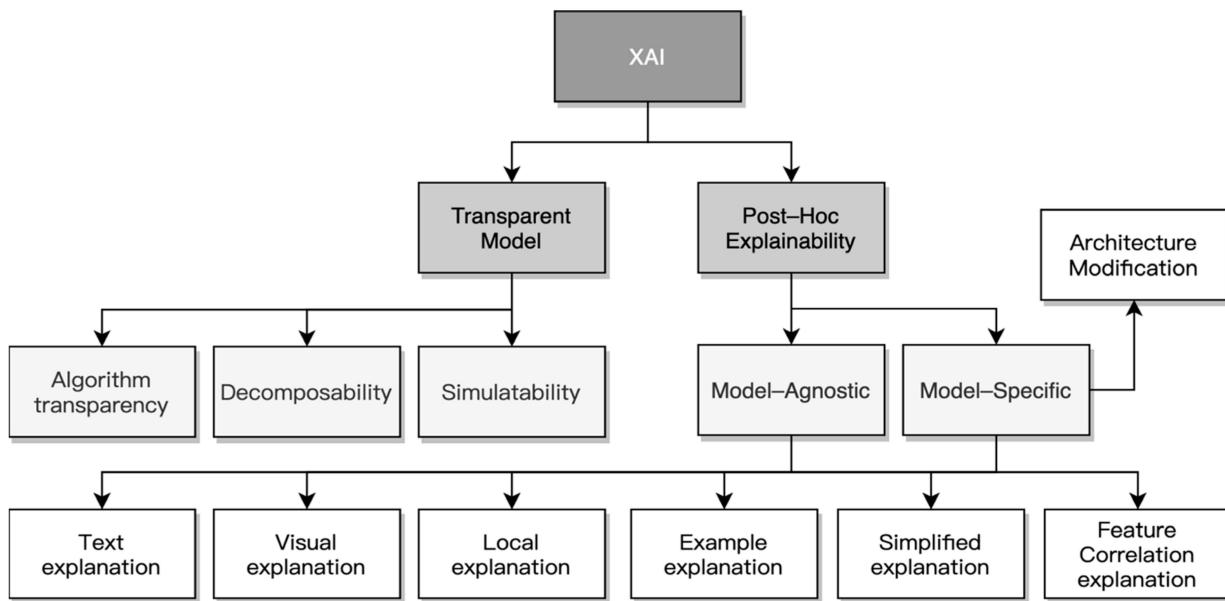 XAI
Transparent
Model
Post–Hoc
Explainability
Architecture
Modification
Algorithm
transparency
Decomposability
Simulatability
Model–Agnostic
Model–Specific
Text
explanation
Visual
explanation
Local
explanation
Example
explanation
Simplified
explanation
Feature
Correlation
explanation